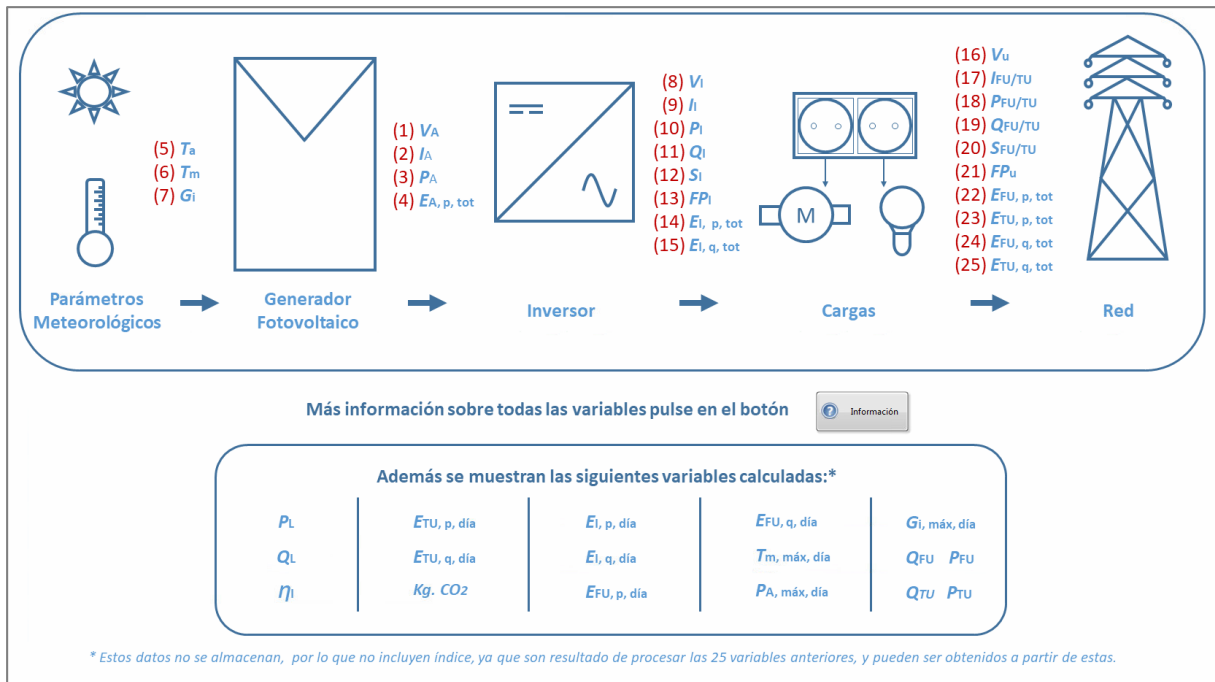 (5) Ta
(6) Tm
(7) Gi
(1) VA
(2) IA
(3) PA
(4) EA, p, tot
(8) VI
(9) II
(10) PI
(11) QI
(12) SI
(13) FPI
(14) EI, p, tot
(15) EI, q, tot
M
(16) Vu
(17) IFU/TU
(18) PFU/TU
(19) QFU/TU
(20) SFU/TU
(21) FPu
(22) EFU, p, tot
(23) ETU, p, tot
(24) EFU, q, tot
(25) ETU, q, tot
Parámetros
Meteorológicos
Generador
Fotovoltaico
Inversor
Cargas
Red
Más información sobre todas las variables pulse en el botón
? Información
Además se muestran las siguientes variables calculadas:*
PL ETU, p, día EI, p, día EFU, q, día Gi, máx, día
QL ETU, q, día EI, q, día Tm, máx, día QFU PFU
ηI Kg. CO2 EFU, p, día PA, máx, día QTU PTU
* Estos datos no se almacenan, por lo que no incluyen índice, ya que son resultado de procesar las 25 variables anteriores, y pueden ser obtenidos a partir de estas.